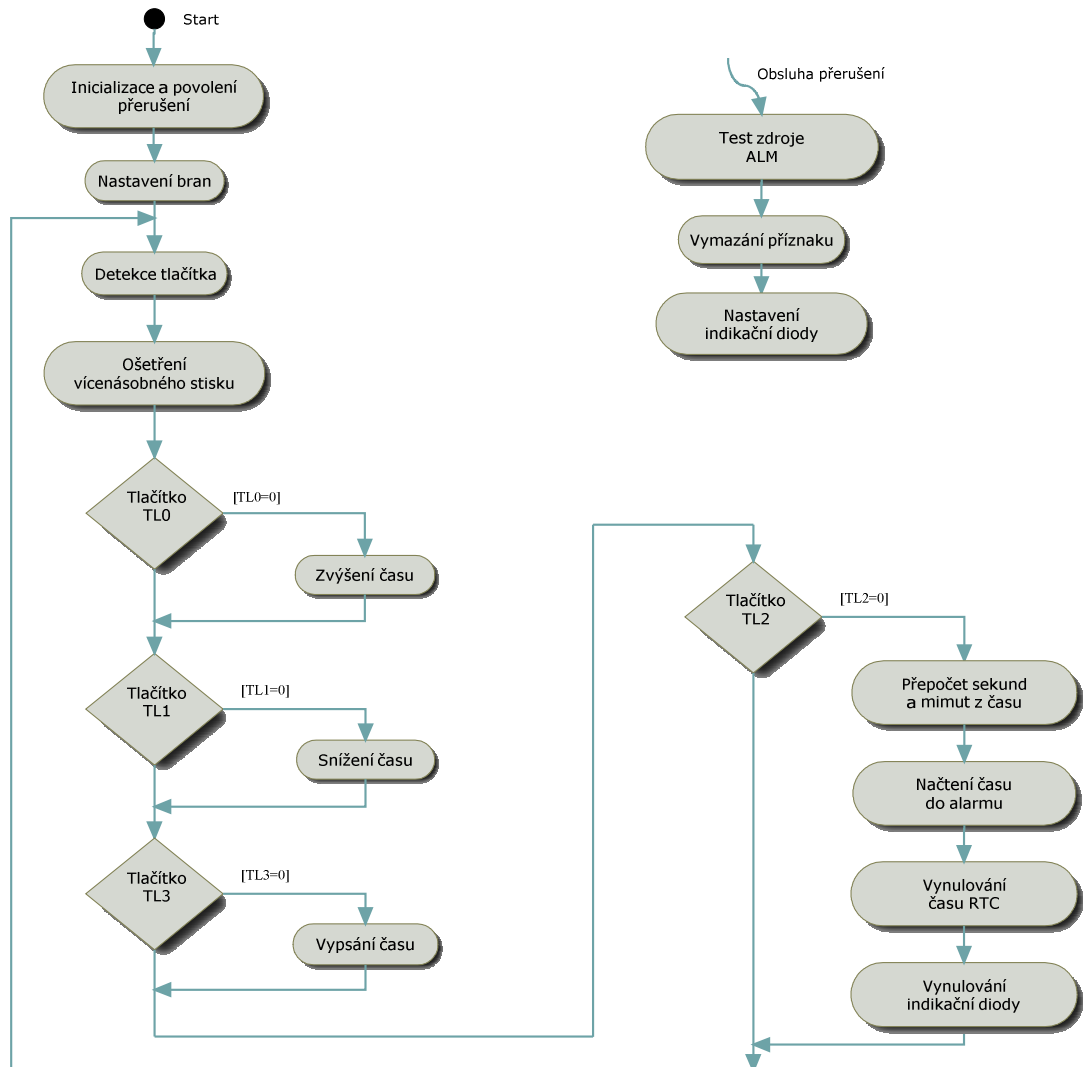 Start
Inicializace a povolení
přerušení
Nastavení bran
Detekce tlačítka
Ošetření
vícenásobného stisku
Tlačítko
TL0
[TL0=0]
Zvýšení času
Tlačítko
TL1
[TL1=0]
Snížení času
Tlačítko
TL3
[TL3=0]
Vypsání času
Obsluha přerušení
Test zdroje
ALM
Vymazání příznaku
Nastavení
indikační diody
Tlačítko
TL2
[TL2=0]
Přepočet sekund
a mimut z času
Načtení času
do alarmu
Vynulování
času RTC
Vynulování
indikační diody